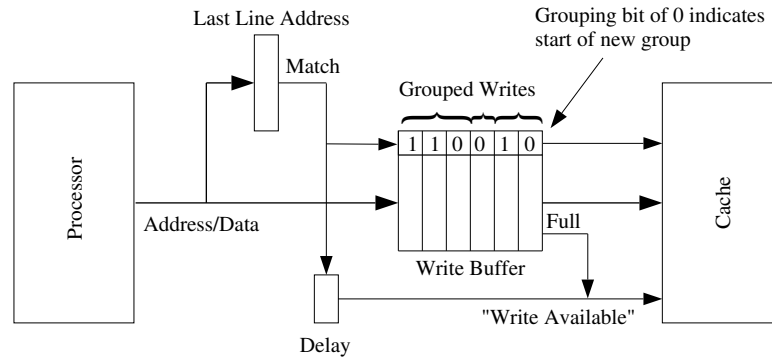 Last Line Address
Grouping bit of 0 indicates
start of new group
Match
Grouped Writes
1 1 0 0 1 0
Processor
Address/Data
Full
Cache
Write Buffer
"Write Available"
Delay